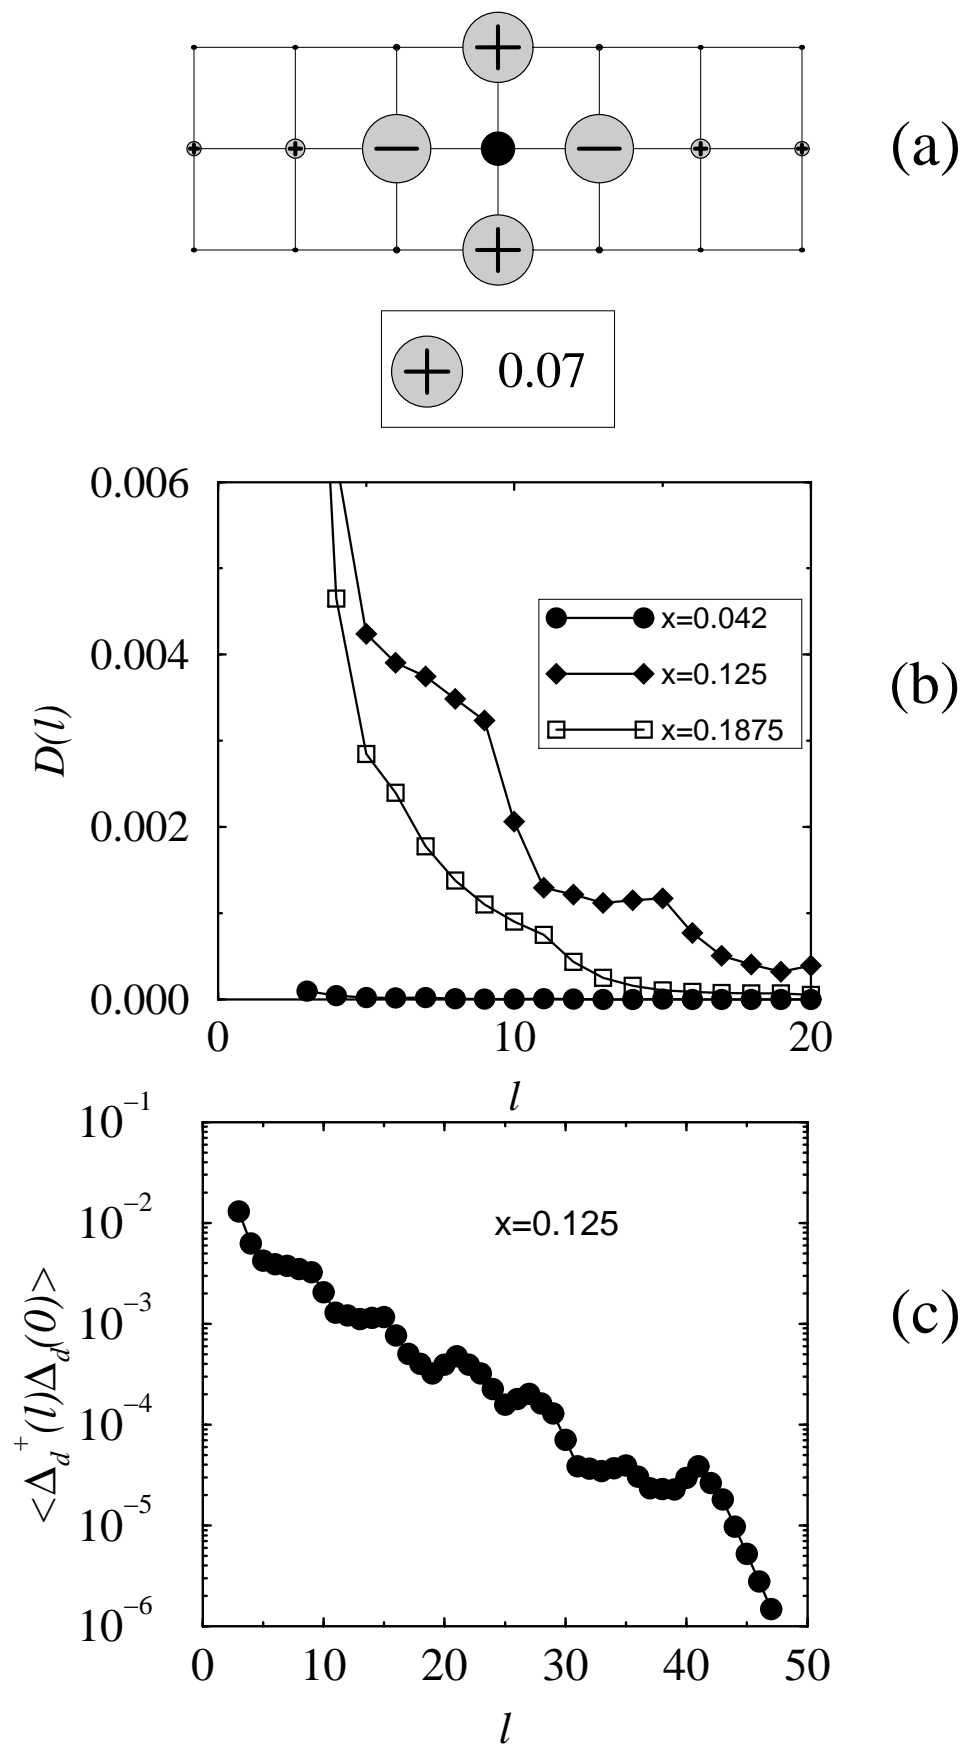 +
(a)
− −
+ + + +
+
+ 0.07
0.006
x=0.042
0.004
x=0.125
(b)
D(l)
x=0.1875
0.002
0.000
0 10 20
l
10⁻¹
10⁻²
x=0.125
10⁻³
(c)
<Δd⁺(l)Δd(0)>
10⁻⁴
10⁻⁵
10⁻⁶
0 10 20 30 40 50
l